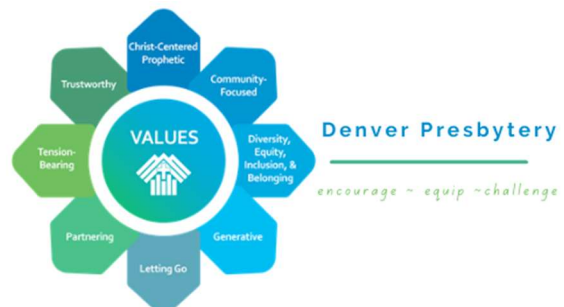 Christ-Centered
Prophetic
Community-
Focused
Diversity,
Equity,
Inclusion, &
Belonging
Generative
Letting Go
Partnering
Tension-
Bearing
Trustworthy
VALUES
Denver Presbytery
encourage ~ equip ~challenge